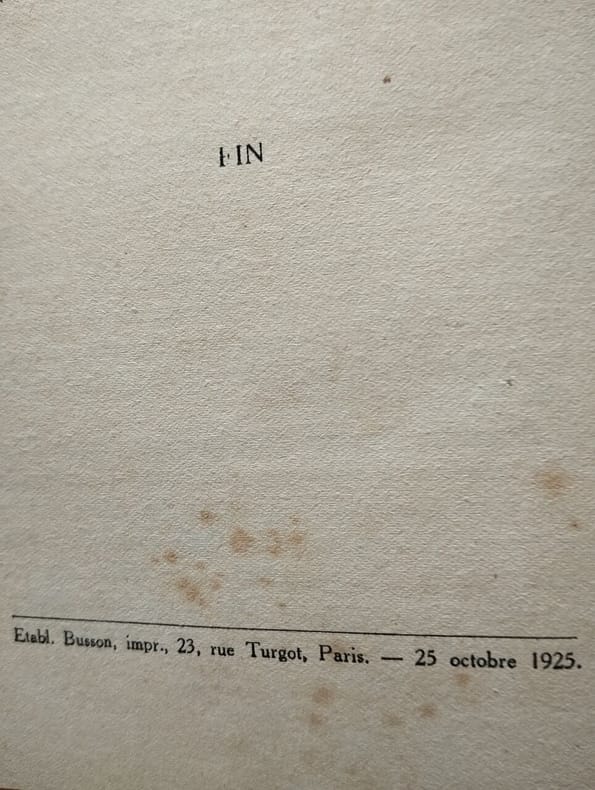 FIN
Etabl. Busson, impr., 23, rue Turgot, Paris. — 25 octobre 1925.